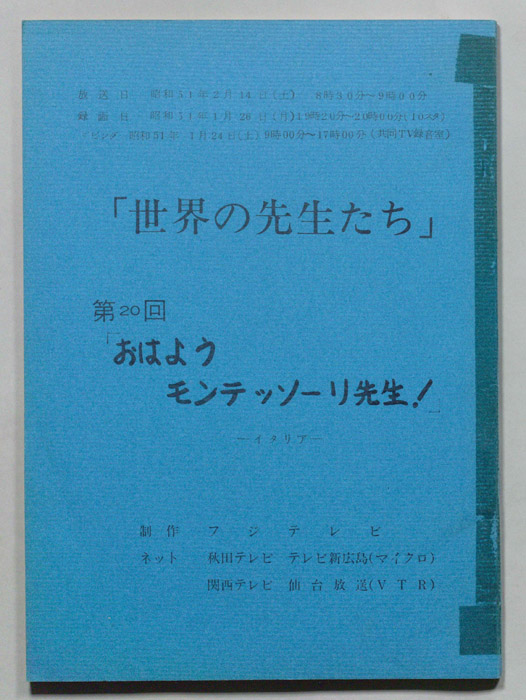 放送日 昭和51年2月14日(土) 8時30分～9時00分
録画日 昭和51年1月26日(月)19時20分～20時00分(10スタ)
昭和51年 1月24日(土)9時00分～17時00分(共同TV録音室)
「世界の先生たち」
第20回
「おはよう
モンテッソーリ先生!」
―イタリア―
制作 フジテレビ
ネット 秋田テレビ テレビ新広島(マイクロ)
関西テレビ 仙台放送(VTR)